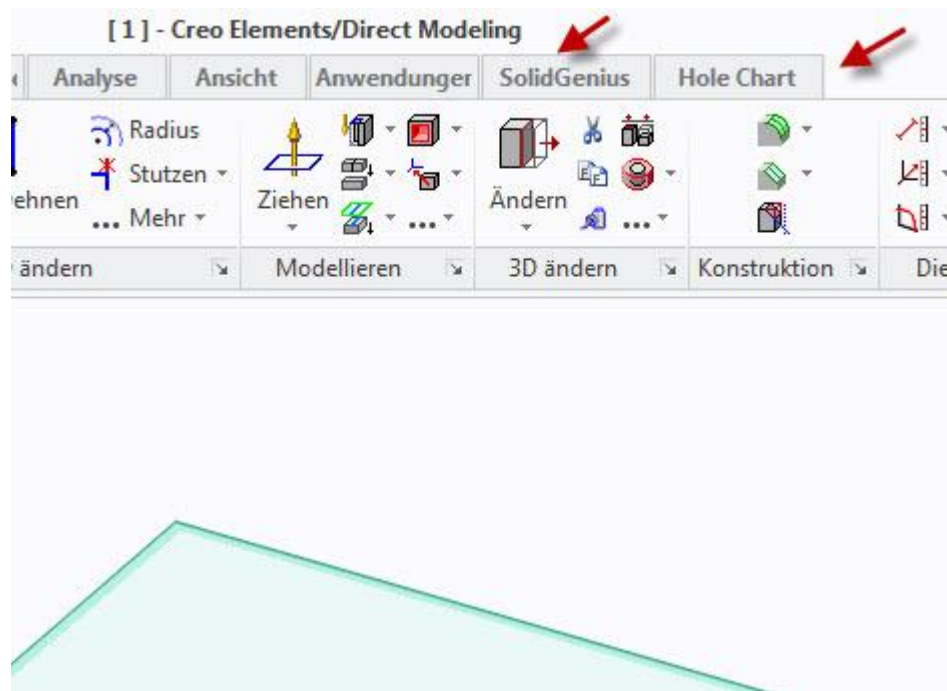 [ 1 ] - Creo Elements/Direct Modeling
Analyse Ansicht Anwendunger SolidGenius Hole Chart
Radius
Stutzen
ehnen Mehr Ziehen ... Ändern ...
ändern Modellieren 3D ändern Konstruktion Die